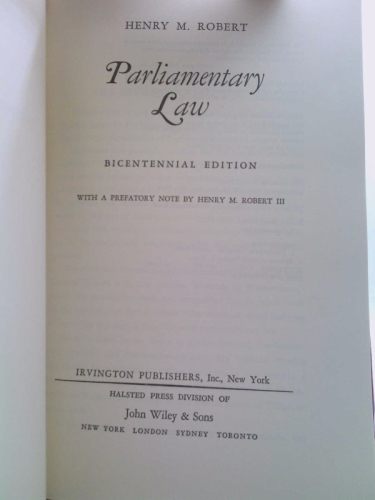 HENRY M. ROBERT
Parliamentary
Law
BICENTENNIAL EDITION
WITH A PREFATORY NOTE BY HENRY M. ROBERT III
IRVINGTON PUBLISHERS, Inc., New York
HALSTED PRESS DIVISION OF
John Wiley & Sons
NEW YORK LONDON SYDNEY TORONTO